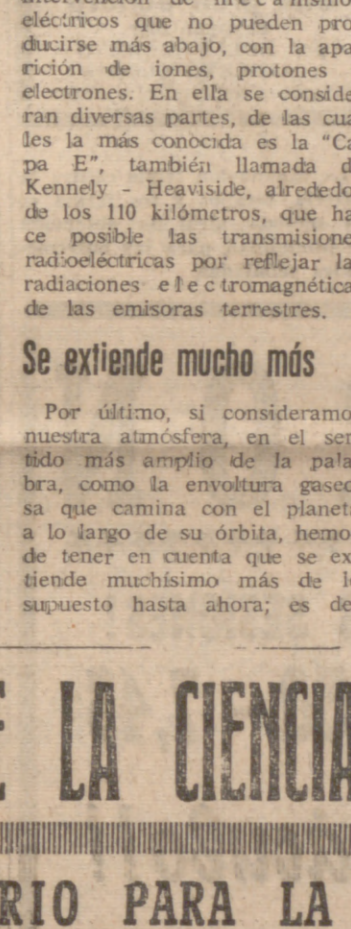 intervención de mecanismo
eléctricos que no pueden pro
ducirse más abajo, con la apa
rición de iones, protones
electrones. En ella se conside
ran diversas partes, de las cua
les la más conocida es la "Ca
pa E", también llamada d
Kennely - Heaviside, alrededo
de los 110 kilómetros, que ha
ce posible las transmisione
radioeléctricas por reflejar la
radiaciones electromagnética
de las emisoras terrestres.
Se extiende mucho más
Por último, si consideramo
nuestra atmósfera, en el sen
tido más amplio de la pala
bra, como la envoltura gaseo
sa que camina con el planeta
a lo largo de su órbita, hemo
de tener en cuenta que se ex
tiende muchísimo más de l
supuesto hasta ahora; es de
E LA CIENCIA
RIO PARA LA